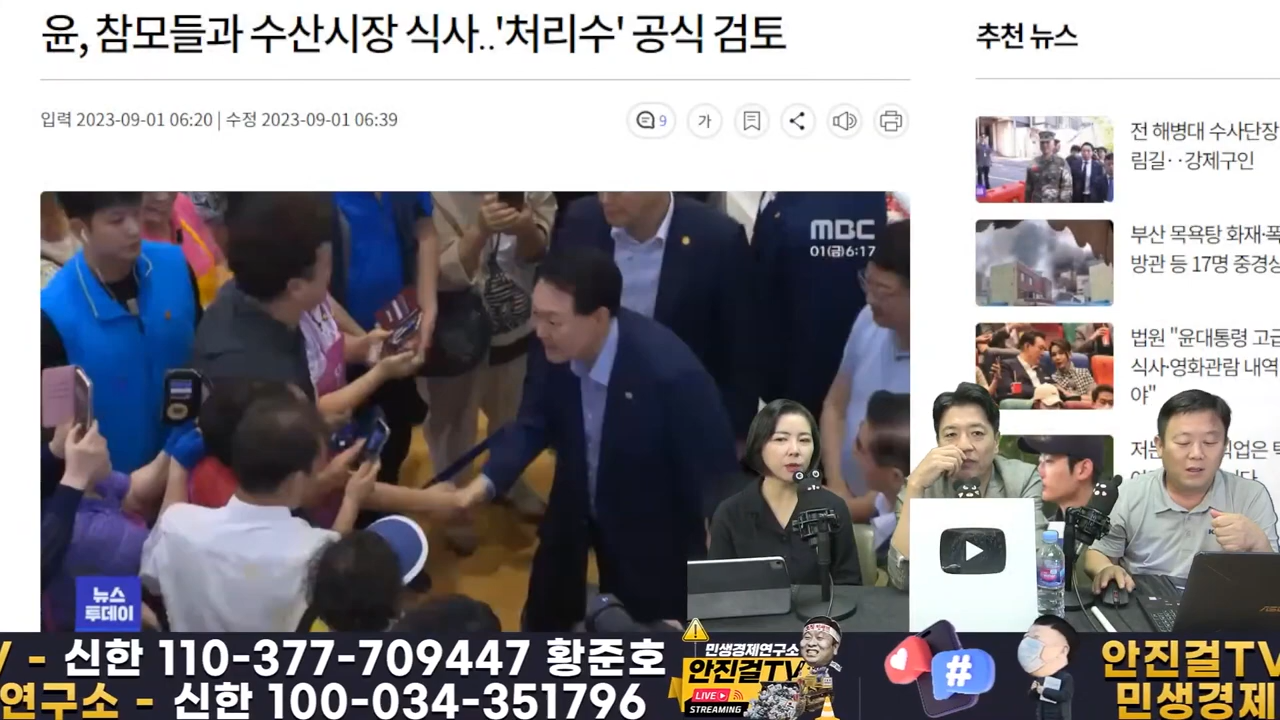 윤, 참모들과 수산시장 식사..'처리수' 공식 검토
입력 2023-09-01 06:20 | 수정 2023-09-01 06:39
9
가
추천 뉴스
전 해병대 수사단장
림길‥강제구인
부산 목욕탕 화재·폭
방관 등 17명 중경상
법원 "윤대통령 고급
식사·영화관람 내역
야"
MBC
01(금)6:17
뉴스
투데이
V - 신한 110-377-709447 황준호
연구소 - 신한 100-034-351796
민생경제연구소
안진걸TV
LIVE
STREAMING
#
안진걸TV
민생경제